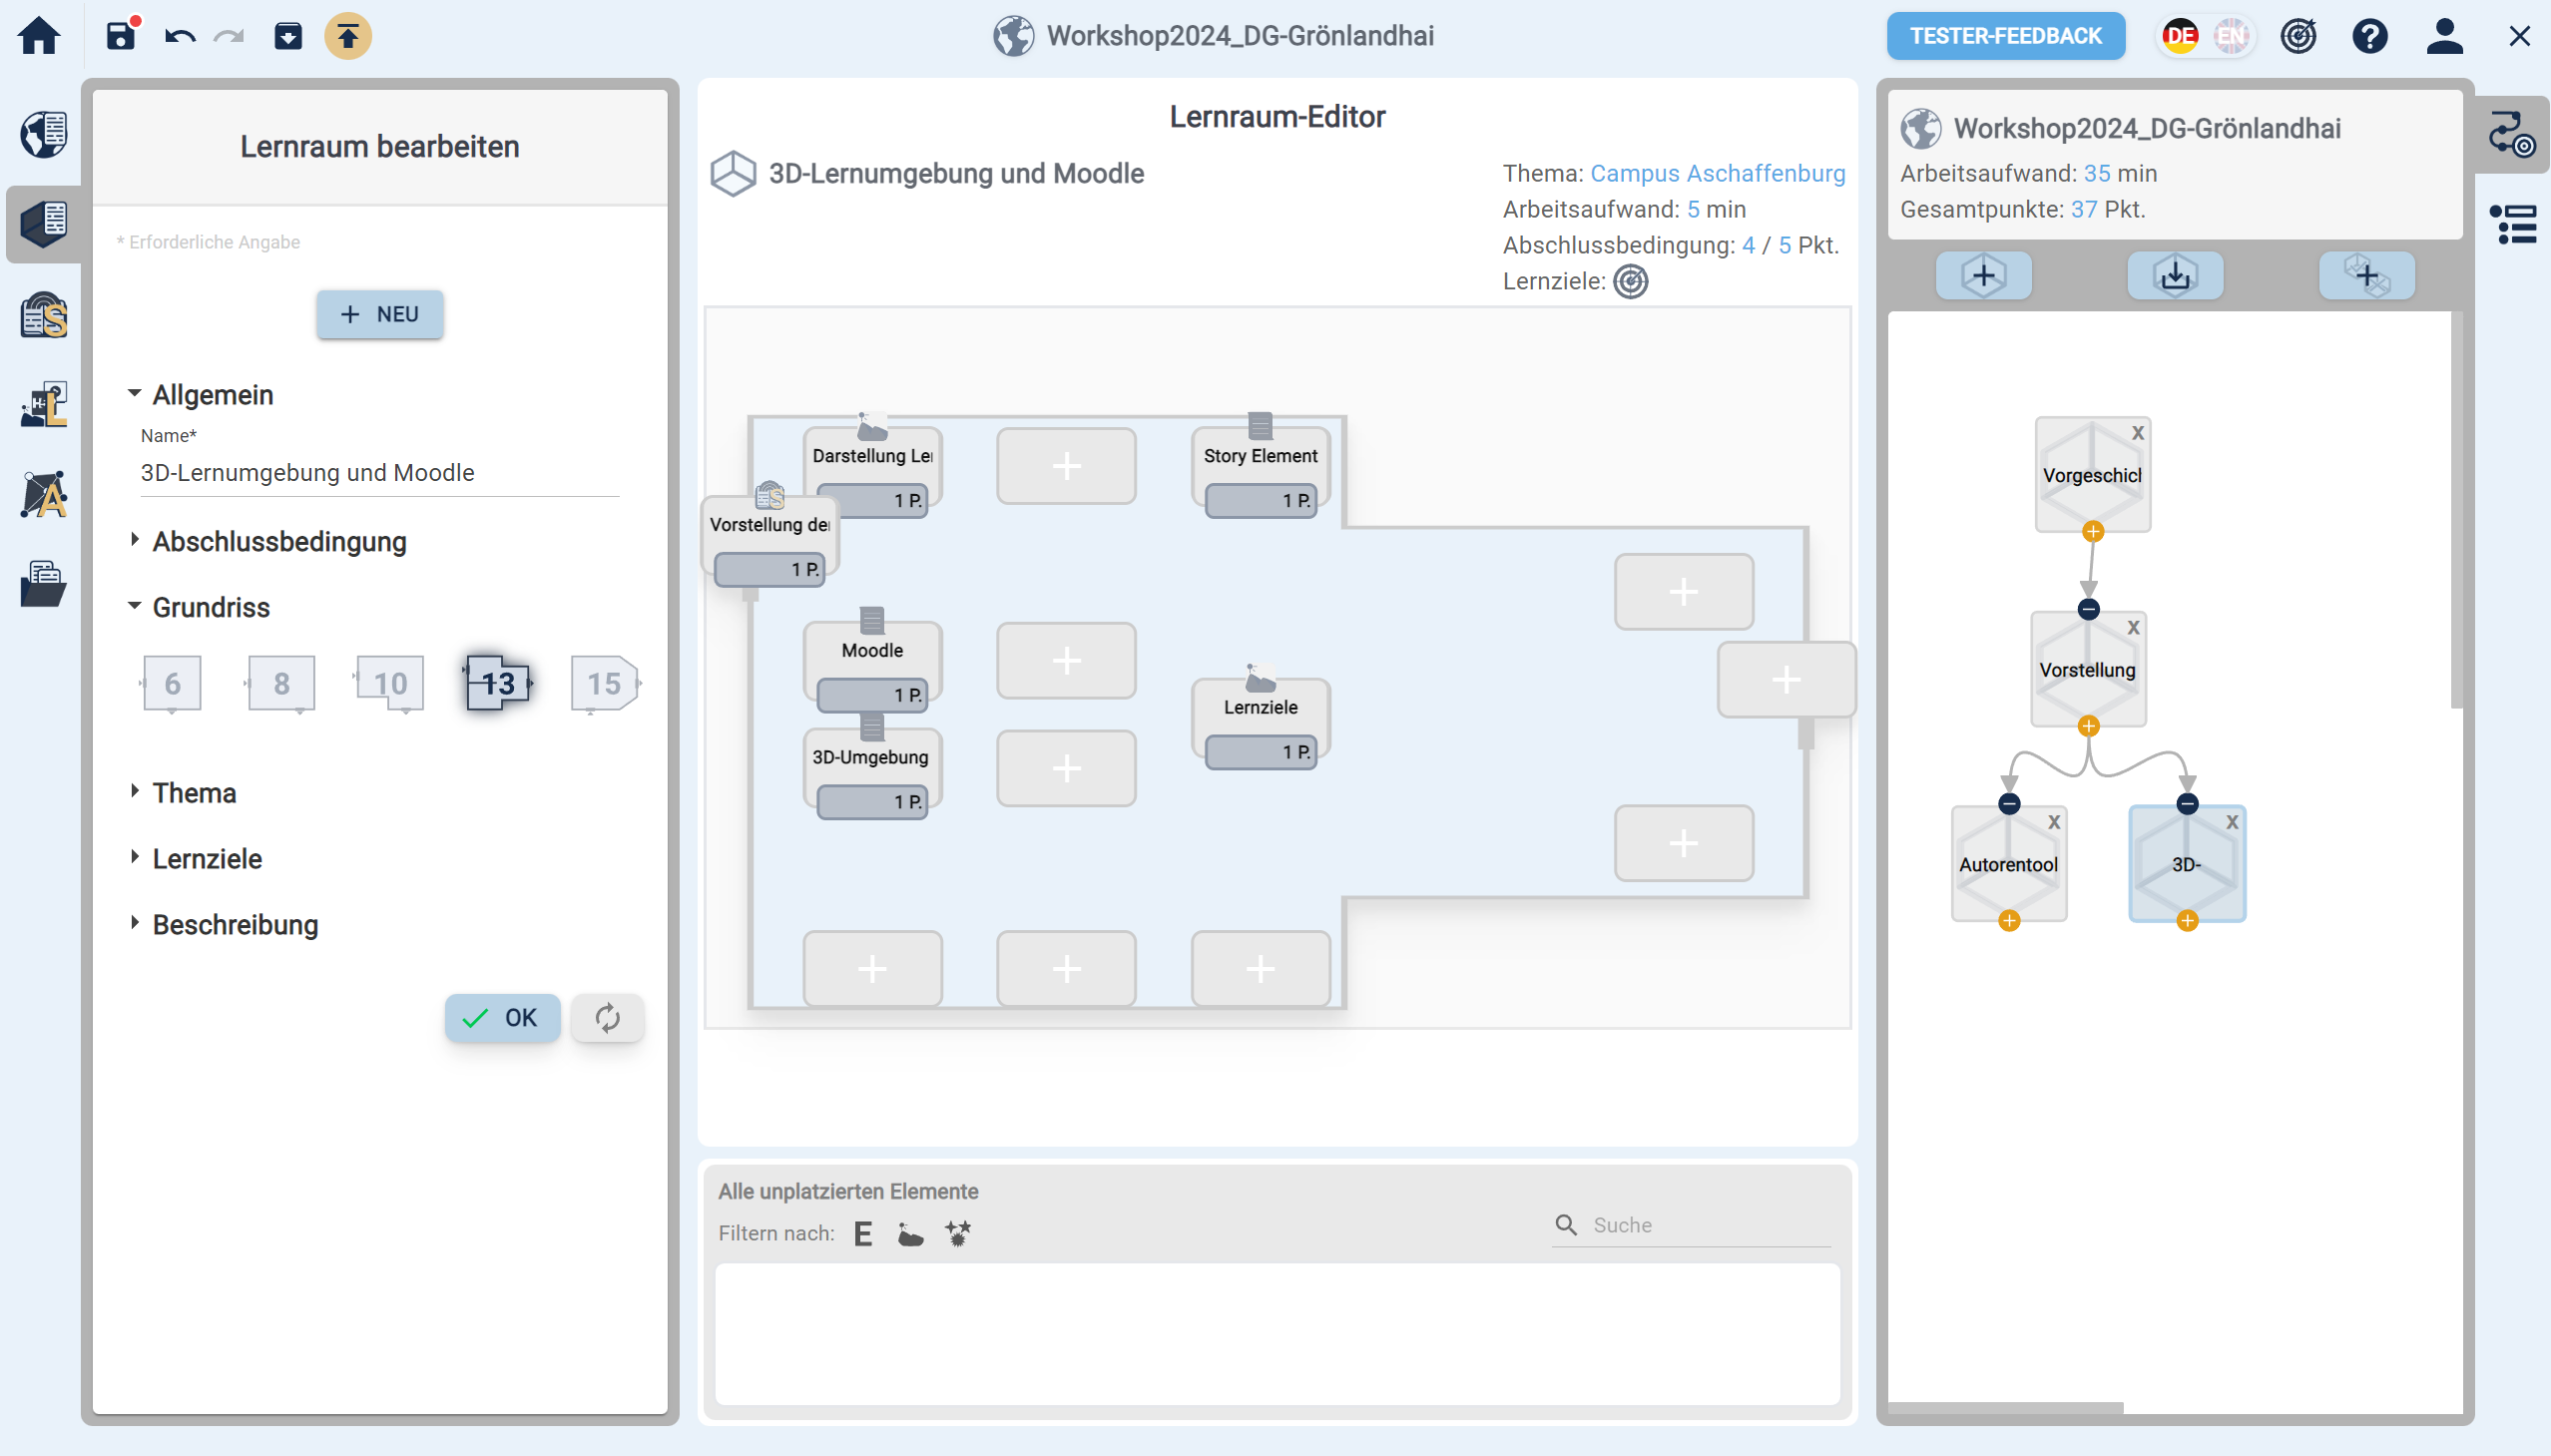 Workshop2024_DG-Grönlandhai
TESTER-FEEDBACK
DE
EN
Lernraum bearbeiten
* Erforderliche Angabe
+ NEU
Allgemein
Name*
3D-Lernumgebung und Moodle
Abschlussbedingung
Grundriss
6
8
10
13
15
Thema
Lernziele
Beschreibung
OK
Lernraum-Editor
3D-Lernumgebung und Moodle
Thema: Campus Aschaffenburg
Arbeitsaufwand: 5 min
Abschlussbedingung: 4 / 5 Pkt.
Lernziele:
Darstellung Ler
1 P.
Story Element
1 P.
Vorstellung der
1 P.
Moodle
1 P.
3D-Umgebung
1 P.
Lernziele
1 P.
Alle unplatzierten Elemente
Filtern nach: E
Suche
Workshop2024_DG-Grönlandhai
Arbeitsaufwand: 35 min
Gesamtpunkte: 37 Pkt.
X
Vorgeschicl
X
Vorstellung
X
Autorentool
X
3D-
S
L
A